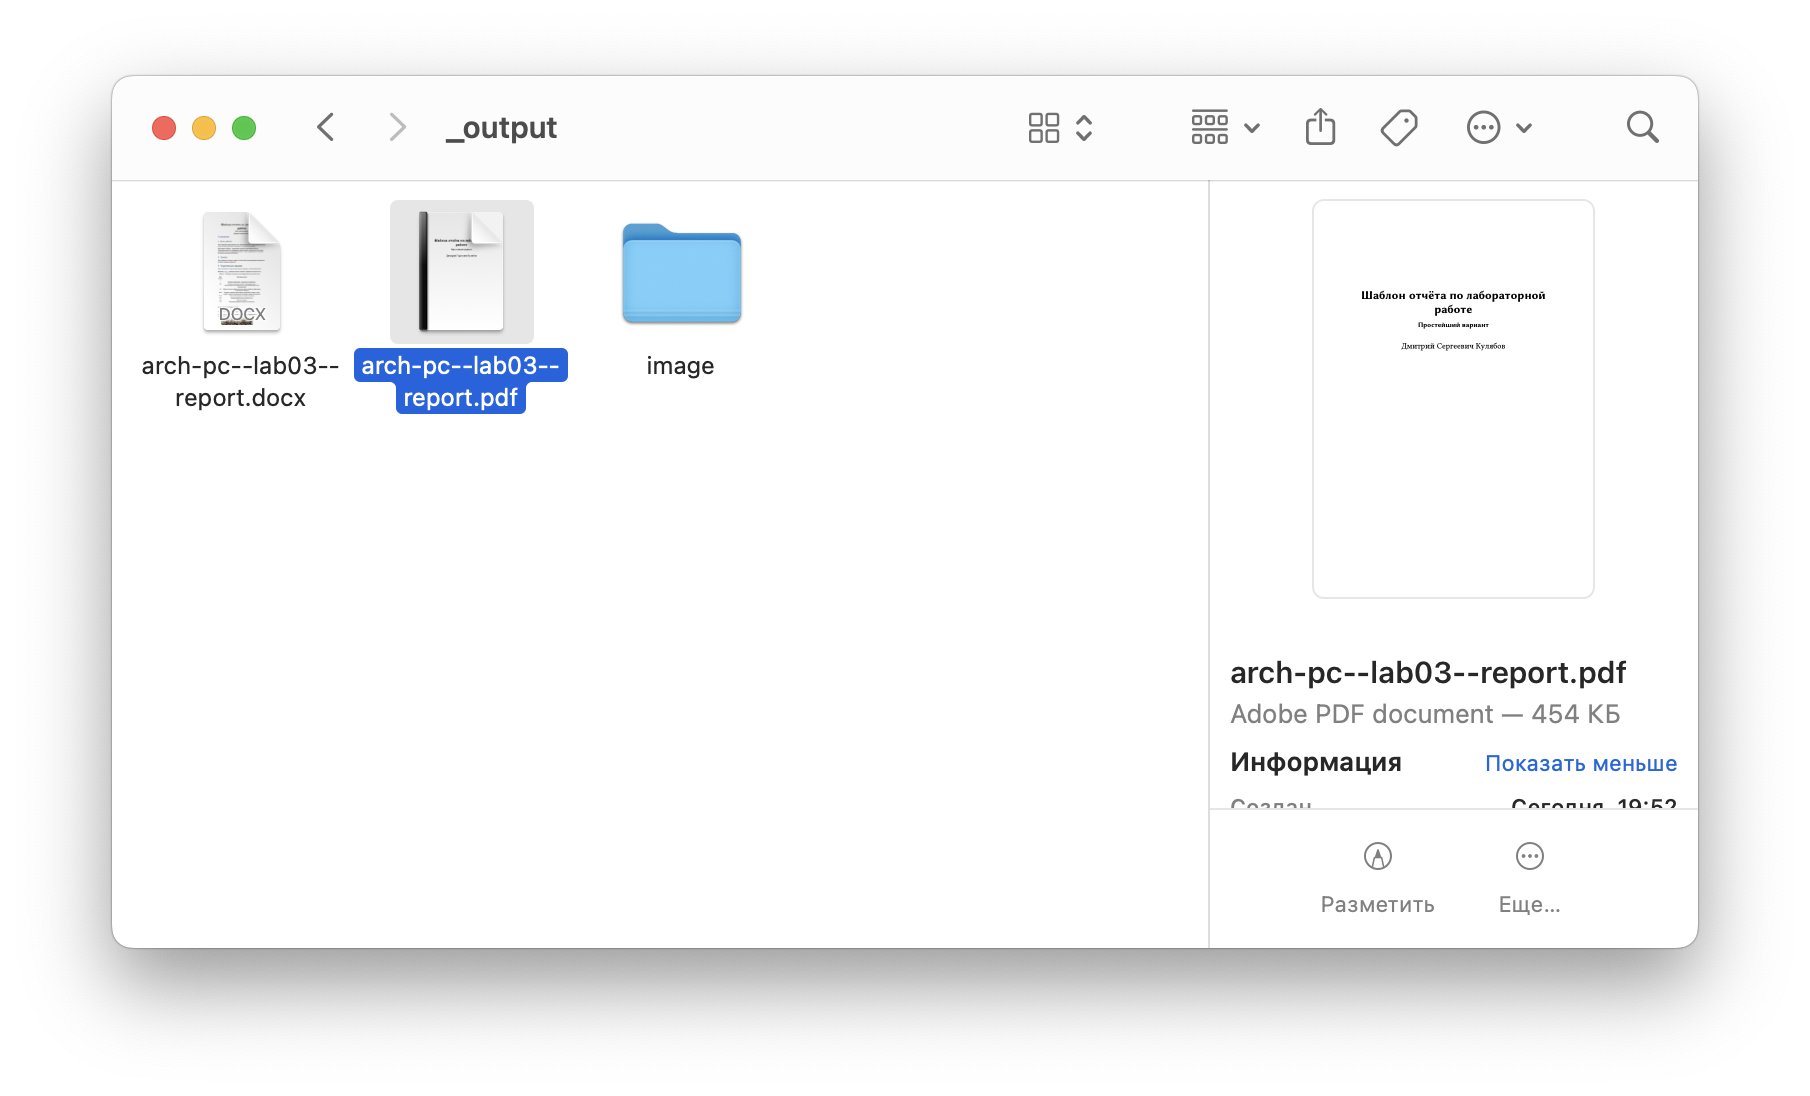 _output
DOCX
arch-pc--lab03--
report.docx
arch-pc--lab03--
report.pdf
image
Шаблон отчёта по лабораторной
работе
Простейший вариант
Дмитрий Сергеевич Кулябов
arch-pc--lab03--report.pdf
Adobe PDF document — 454 КБ
Информация
Показать меньше
Создан
Сегодня, 19:52
Разметить
Еще...